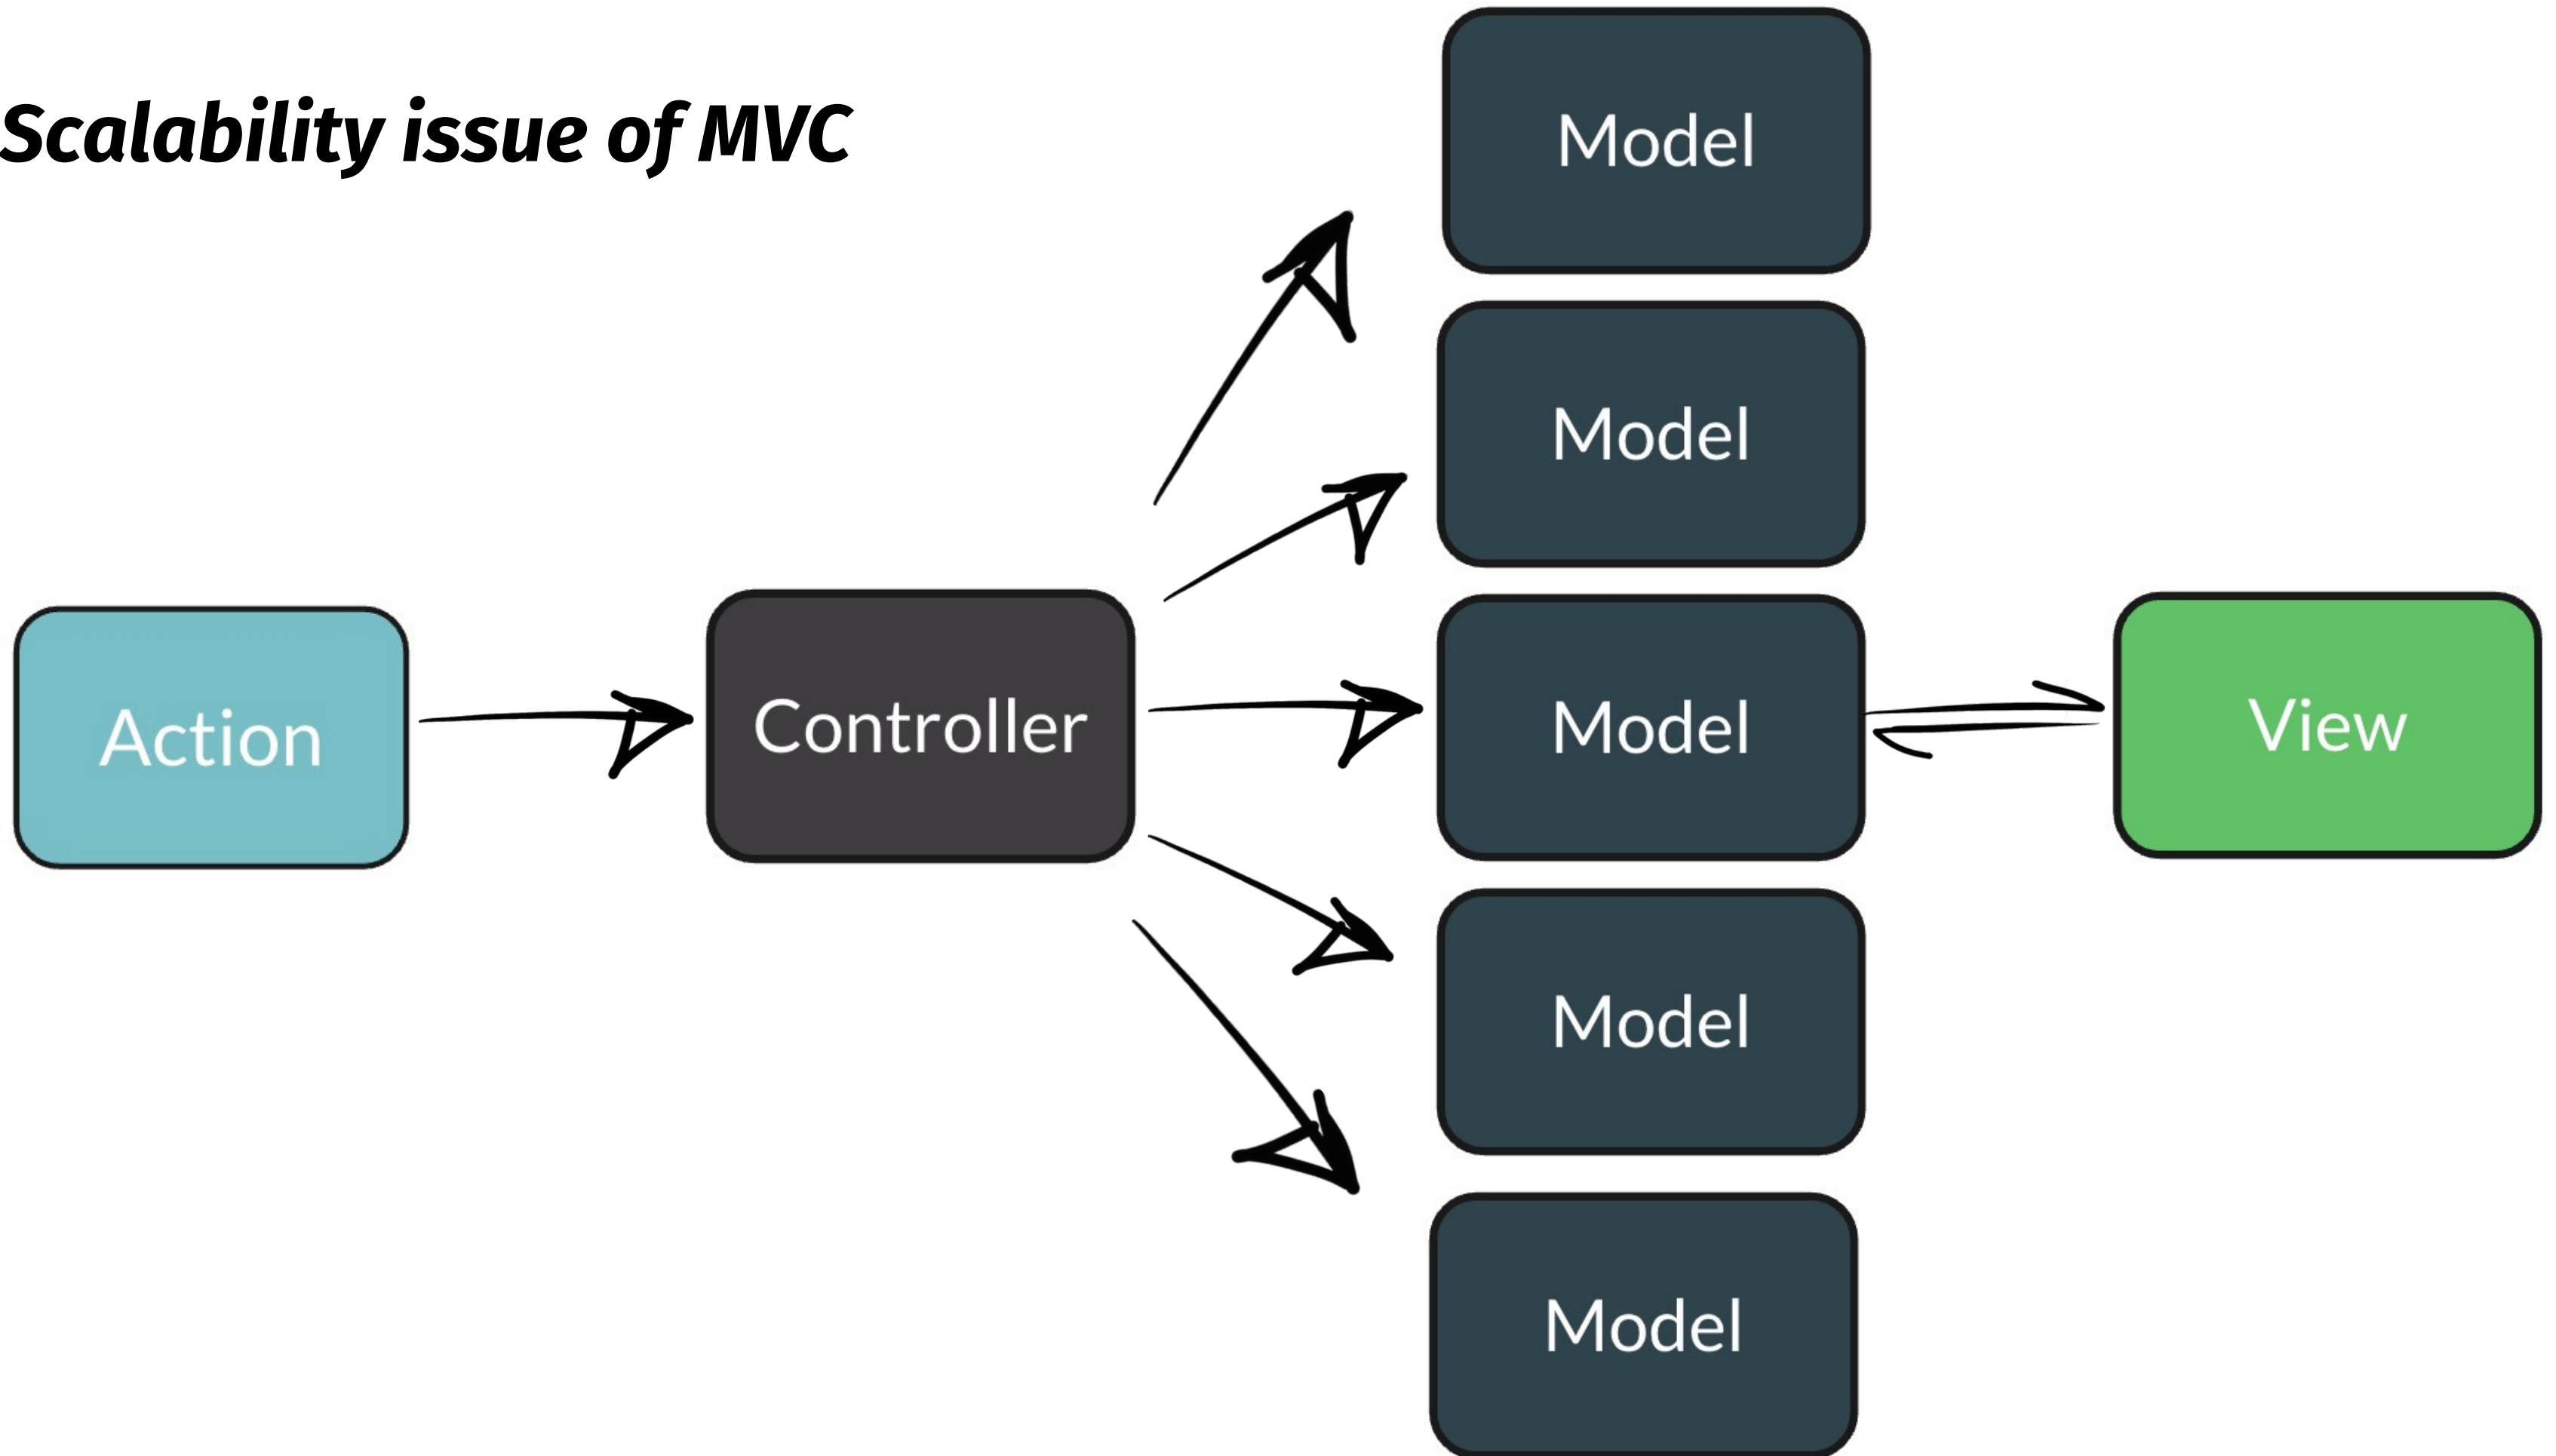 Scalability issue of MVC
Action
Controller
Model
Model
Model
Model
Model
View